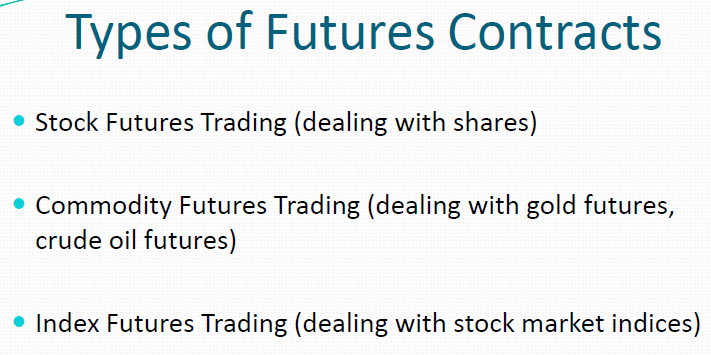 Types of Futures Contracts
Stock Futures Trading (dealing with shares)
Commodity Futures Trading (dealing with gold futures,
crude oil futures)
Index Futures Trading (dealing with stock market indices)